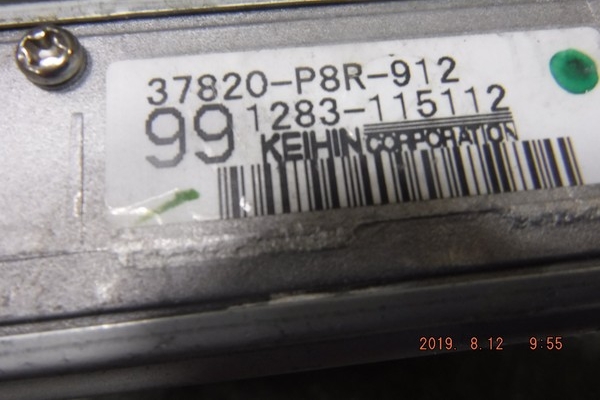 37820-P8R-912
99 1283-115112
KEIHIN CORPORATION
2019. 8.12 9:55